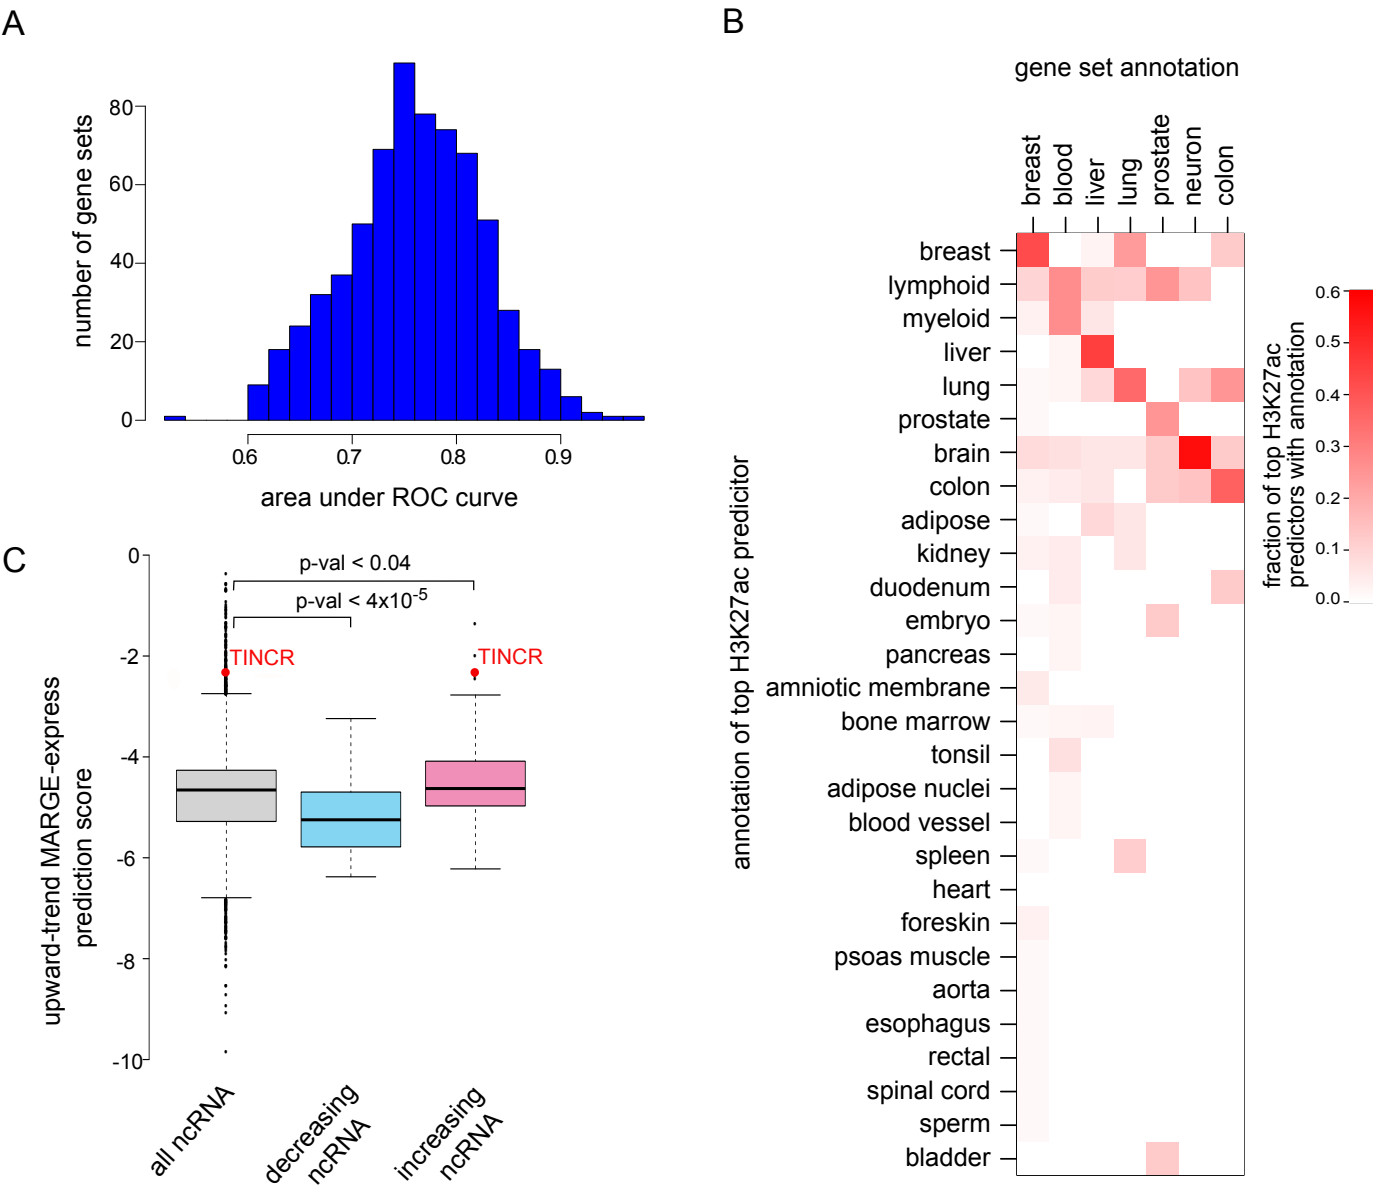 A
number of gene sets
80
60
40
20
0
0.6 0.7 0.8 0.9
area under ROC curve
B
gene set annotation
breast
blood
liver
lung
prostate
neuron
colon
annotation of top H3K27ac predicitor
breast
lymphoid
myeloid
liver
lung
prostate
brain
colon
adipose
kidney
duodenum
embryo
pancreas
amniotic membrane
bone marrow
tonsil
adipose nuclei
blood vessel
spleen
heart
foreskin
psoas muscle
aorta
esophagus
rectal
spinal cord
sperm
bladder
fraction of top H3K27ac
predictors with annotation
0.6
0.5
0.4
0.3
0.2
0.1
0.0
C
upward-trend MARGE-express
prediction score
0
-2
-4
-6
-8
-10
p-val < 0.04
p-val < 4x10-5
TINCR
TINCR
all ncRNA
decreasing
ncRNA
increasing
ncRNA